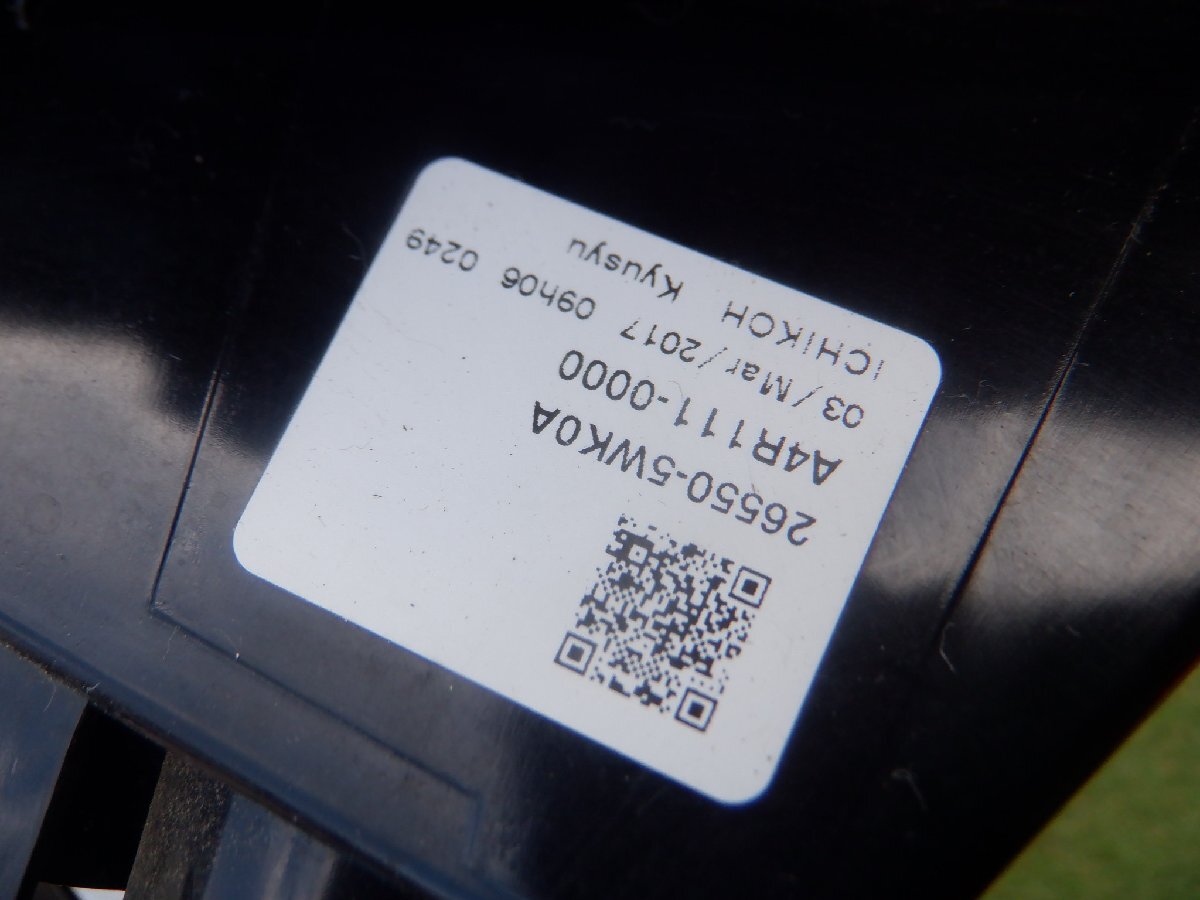 26550-5WK0A
A4R111-0000
03/Mar/2017 09h06 0249
ICHIKOH Kyusyu